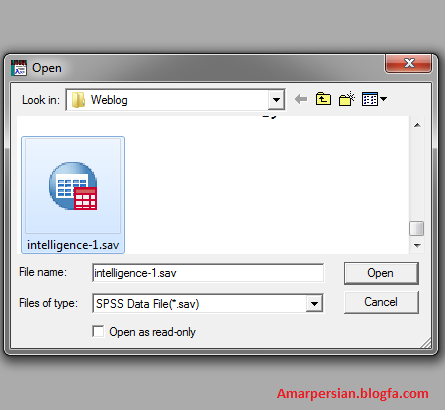 Open
Look in: Weblog
intelligence-1.sav
File name: intelligence-1.sav Open
Files of type: SPSS Data File(*.sav) Cancel
Open as read-only
Amarpersian.blogfa.com